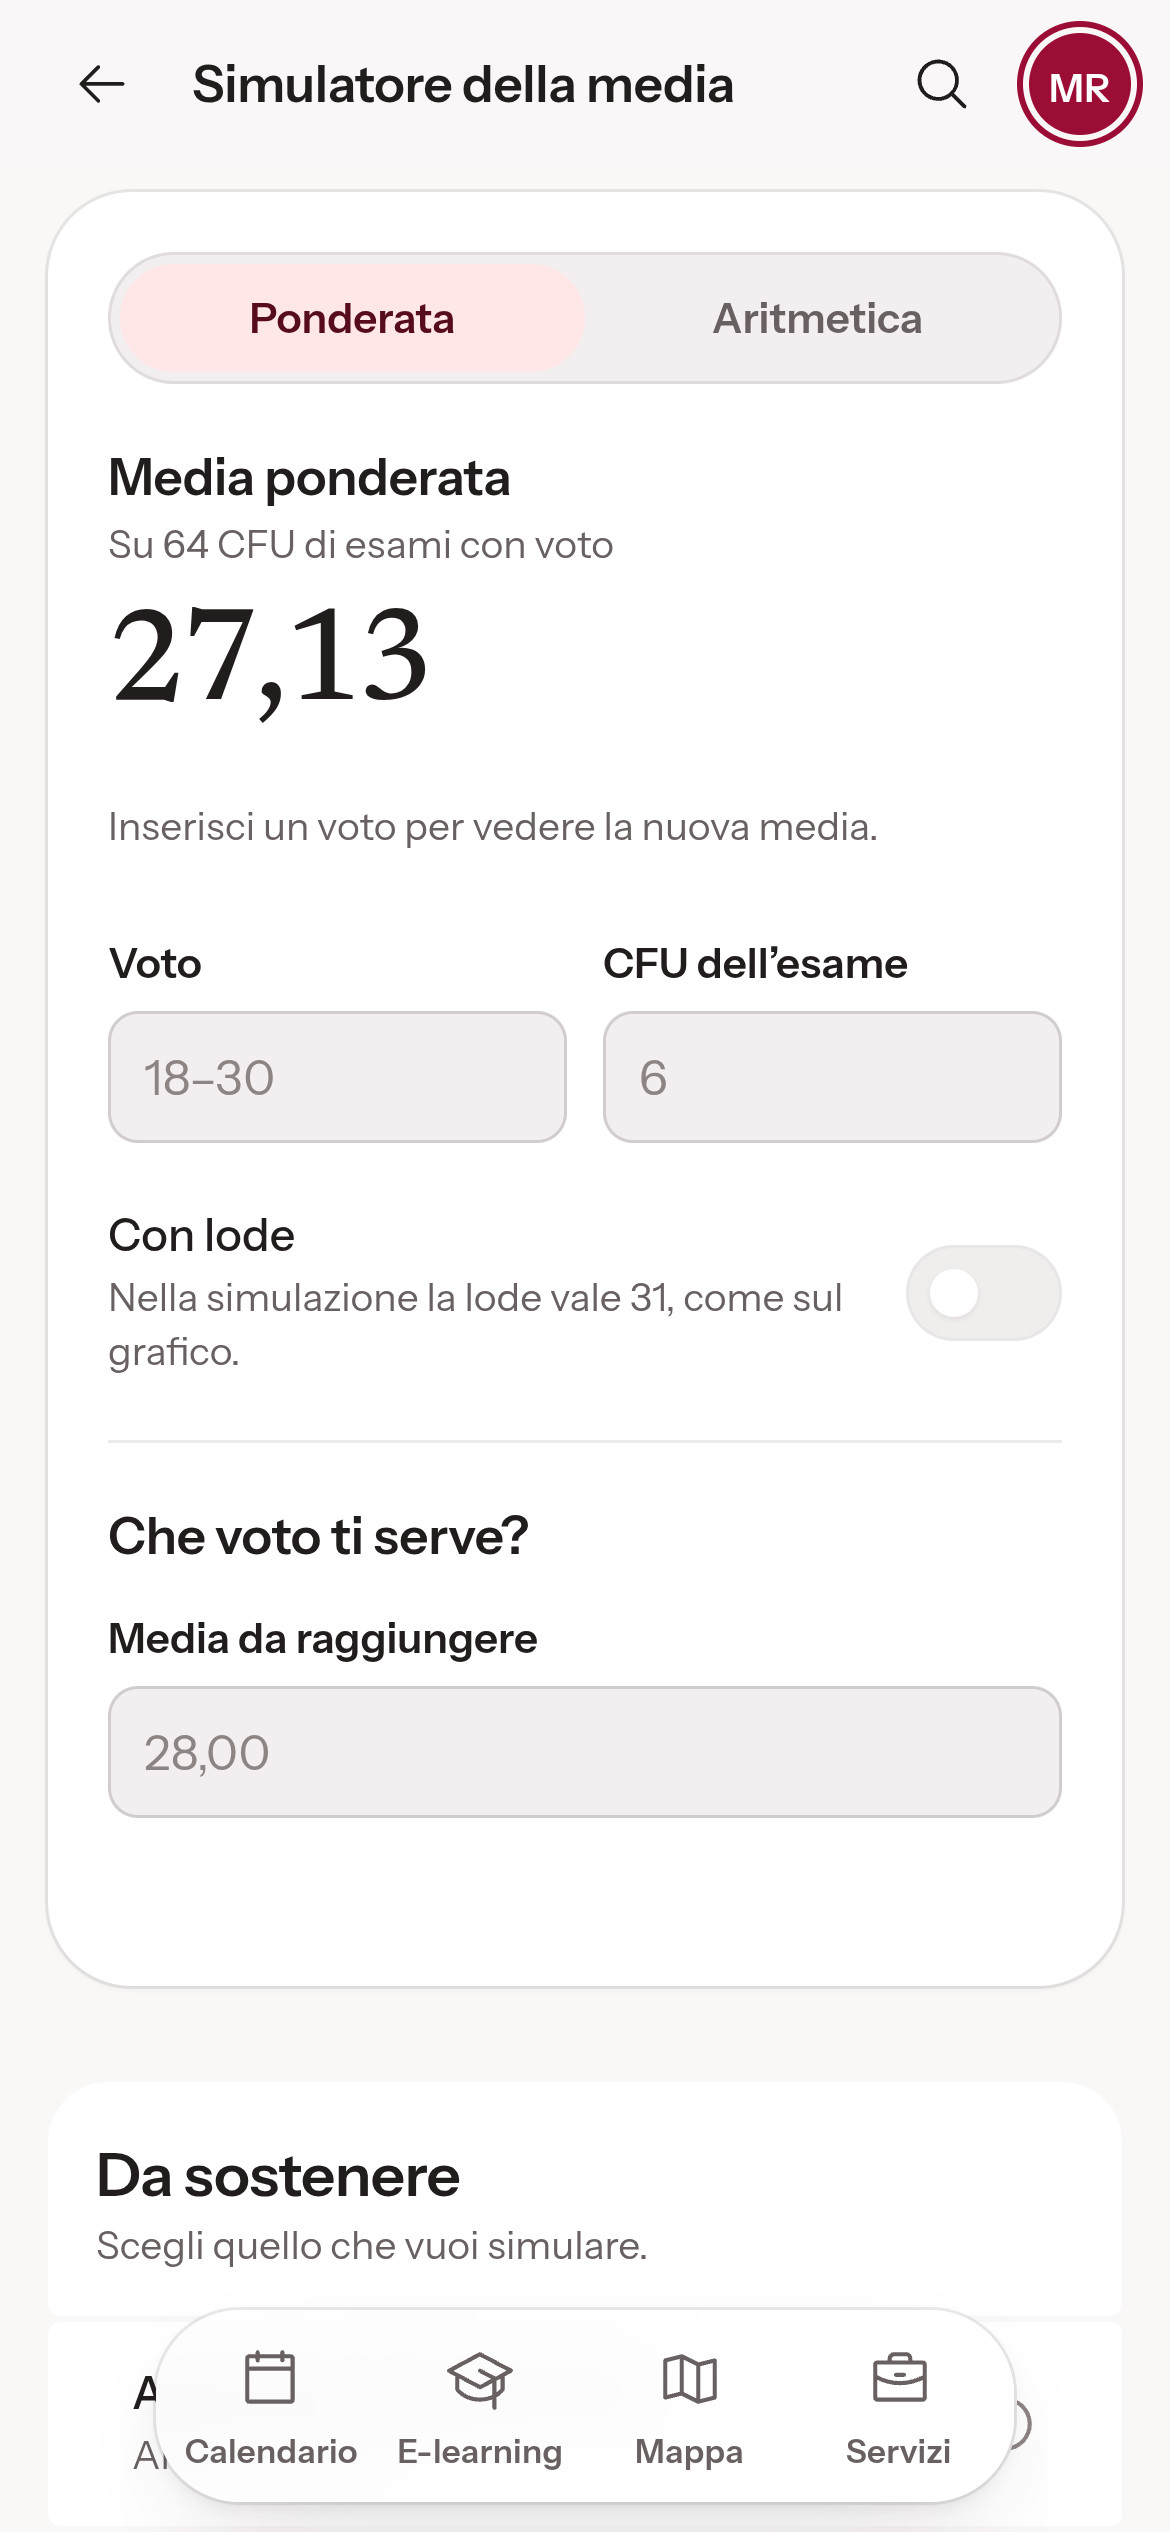 Simulatore della media
MR
Ponderata
Aritmetica
Media ponderata
Su 64 CFU di esami con voto
27,13
Inserisci un voto per vedere la nuova media.
Voto
CFU dell’esame
18–30
6
Con lode
Nella simulazione la lode vale 31, come sul
grafico.
Che voto ti serve?
Media da raggiungere
28,00
Da sostenere
Scegli quello che vuoi simulare.
Calendario
E-learning
Mappa
Servizi